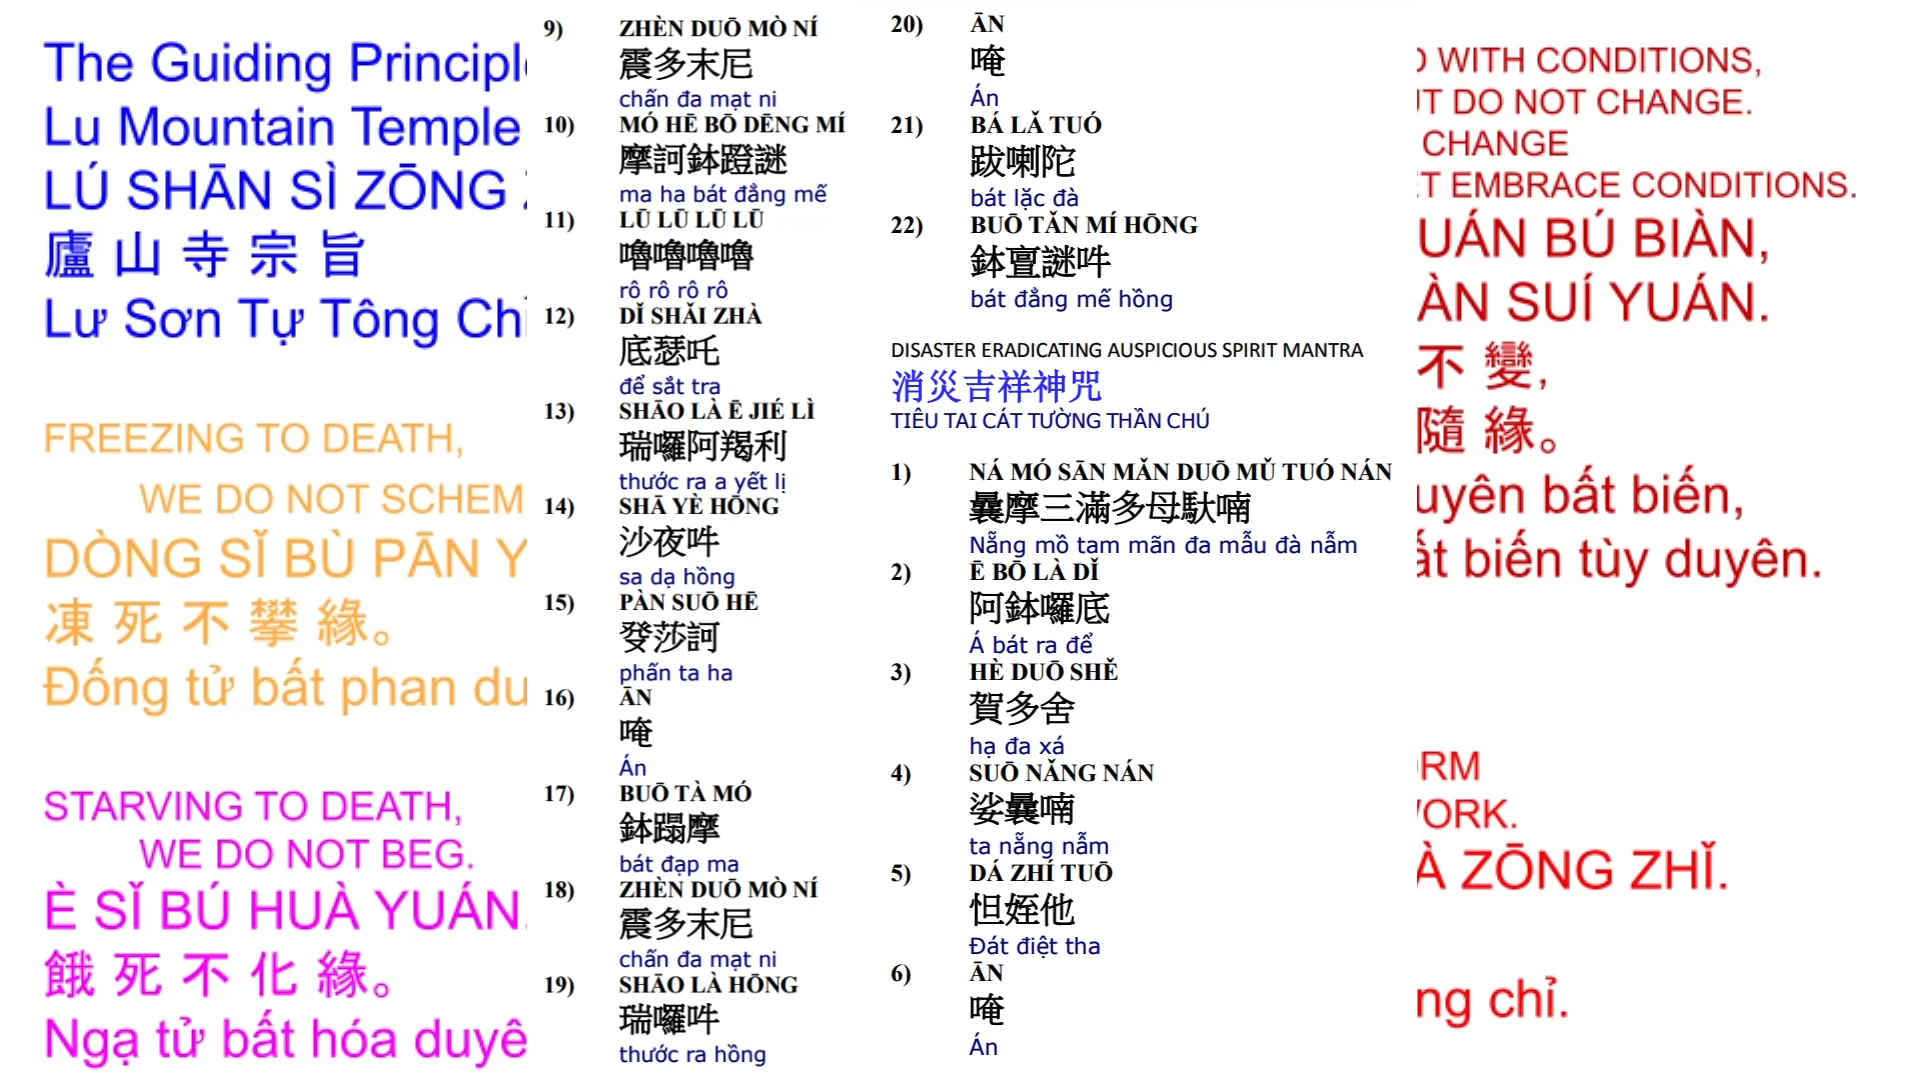 The Guiding Principl
Lu Mountain Temple
LÚ SHĀN SÌ ZŌNG
廬 山 寺 宗 旨
Lư Sơn Tự Tông Chỉ
FREEZING TO DEATH,
WE DO NOT SCHEM
DÒNG SǏ BÙ PĀN Y
凍 死 不 攀 緣。
Đống tử bất phan du
STARVING TO DEATH,
WE DO NOT BEG.
È SǏ BÚ HUÀ YUÁN.
餓 死 不 化 緣。
Ngạ tử bất hóa duyê
9) ZHÈN DUŌ MÒ NÍ
震多末尼
chấn đa mạt ni
10) MÓ HĒ BŌ DĒNG MÍ
摩訶鉢蹬謎
ma ha bát đẳng mế
11) LŪ LŪ LŪ LŪ
嚕嚕嚕嚕
rô rô rô rô
12) DǏ SHǍI ZHÀ
底瑟吒
để sắt tra
13) SHĀO LÀ Ē JIÉ LÌ
瑞囉阿羯利
thước ra a yết lị
14) SHĀ YÈ HŌNG
沙夜吽
sa dạ hồng
15) PÀN SUŌ HĒ
癹莎訶
phấn ta ha
16) ĀN
唵
Án
17) BUŌ TÀ MÓ
鉢蹋摩
bát đạp ma
18) ZHÈN DUŌ MÒ NÍ
震多末尼
chấn đa mạt ni
19) SHĀO LÀ HŌNG
瑞囉吽
thước ra hồng
20) ĀN
唵
Án
21) BÁ LǍ TUÓ
跋喇陀
bát lặc đà
22) BUŌ TǍN MÍ HŌNG
鉢亶謎吽
bát đẳng mế hồng
DISASTER ERADICATING AUSPICIOUS SPIRIT MANTRA
消災吉祥神咒
TIÊU TAI CÁT TƯỜNG THẦN CHÚ
1) NÁ MÓ SĀN MǍN DUŌ MǓ TUÓ NÁN
曩摩三滿多母馱喃
Nẵng mồ tam mãn đa mẫu đà nẫm
2) Ē BŌ LÀ DǏ
阿鉢囉底
Á bát ra để
3) HÈ DUŌ SHĚ
賀多舍
hạ đa xá
4) SUŌ NǍNG NÁN
娑曩喃
ta nẵng nẫm
5) DÁ ZHÍ TUŌ
怛姪他
Đát điệt tha
6) ĀN
唵
Án
WITH CONDITIONS,
UT DO NOT CHANGE.
CHANGE
ET EMBRACE CONDITIONS.
UÁN BÚ BIÀN,
ÀN SUÍ YUÁN.
不 變,
隨 緣。
uyên bất biến,
ất biến tùy duyên.
RM
ORK.
À ZŌNG ZHǏ.
ng chỉ.